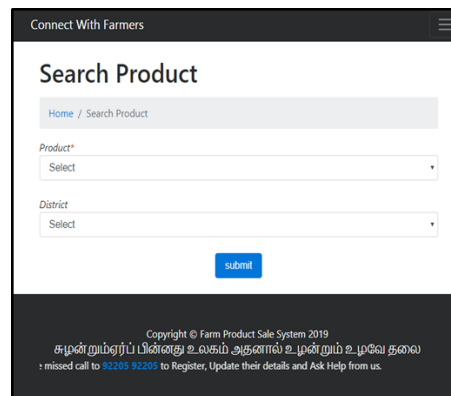 Connect With Farmers
Search Product
Home / Search Product
Product*
Select
District
Select
submit
Copyright © Farm Product Sale System 2019
சுழன்றும்ஏர்ப் பின்னது உலகம் அதனால் உழன்றும் உழவே தலை
missed call to 92205 92205 to Register, Update their details and Ask Help from us.